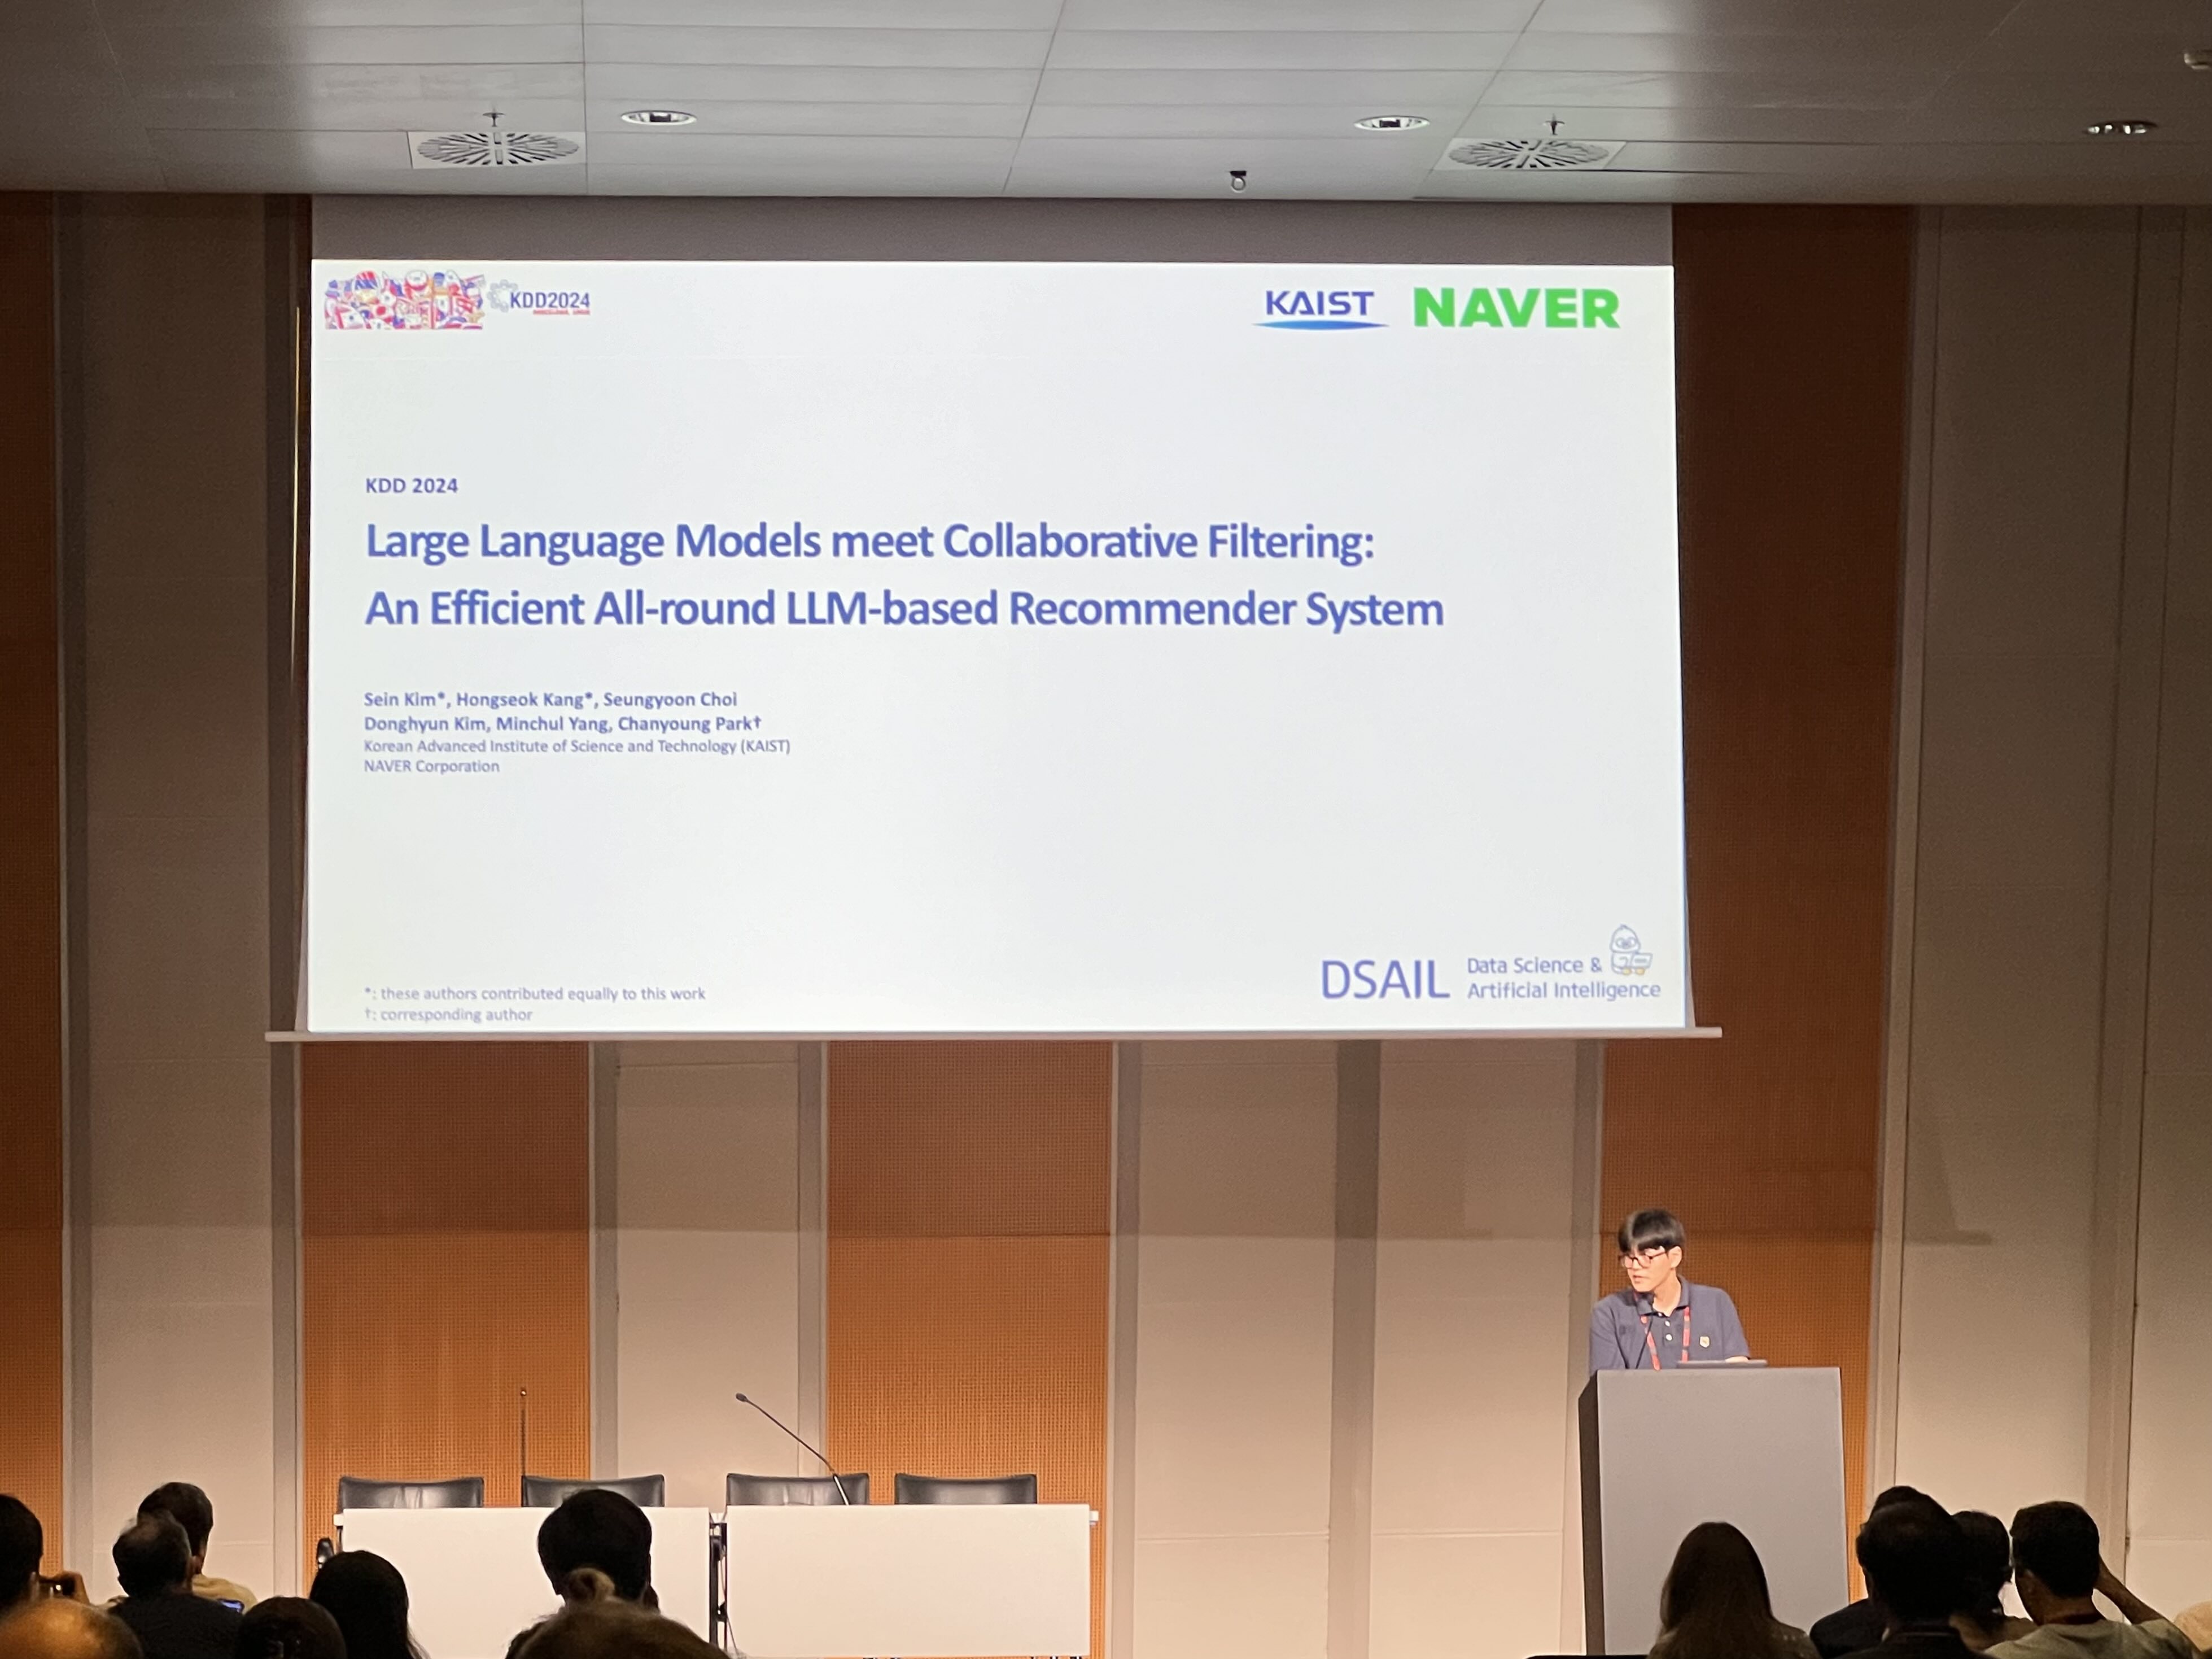 KDD2024
KAIST NAVER
KDD 2024
Large Language Models meet Collaborative Filtering:
An Efficient All-round LLM-based Recommender System
Sein Kim*, Hongseok Kang*, Seungyoon Choi
Donghyun Kim, Minchul Yang, Chanyoung Park†
Korean Advanced Institute of Science and Technology (KAIST)
NAVER Corporation
*: these authors contributed equally to this work
†: corresponding author
DSAIL
Data Science &
Artificial Intelligence